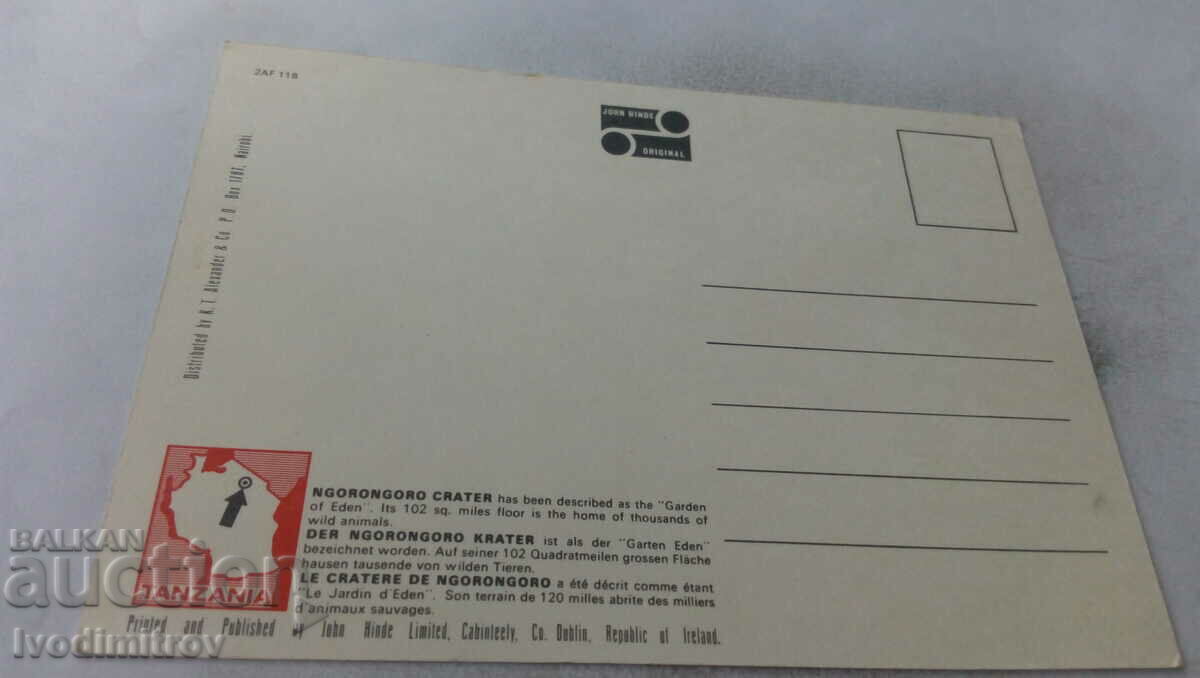 2AF 118
JOHN HINDE
ORIGINAL
Distributed by K.T. Alexander & Co. P. O. Box 1787, Nairobi.
TANZANIA
NGORONGORO CRATER has been described as the "Garden
of Eden". Its 102 sq. miles floor is the home of thousands of
wild animals.
DER NGORONGORO KRATER ist als der "Garten Eden"
bezeichnet worden. Auf seiner 102 Quadratmeilen grossen Fläche
hausen tausende von wilden Tieren.
LE CRATERE DE NGORONGORO a été décrit comme étant
"Le Jardin d'Eden". Son terrain de 120 milles abrite des milliers
d'animaux sauvages.
Printed and Published by John Hinde Limited, Cabinteely, Co. Dublin, Republic of Ireland.
BALKAN
auction
Ivodimitrov